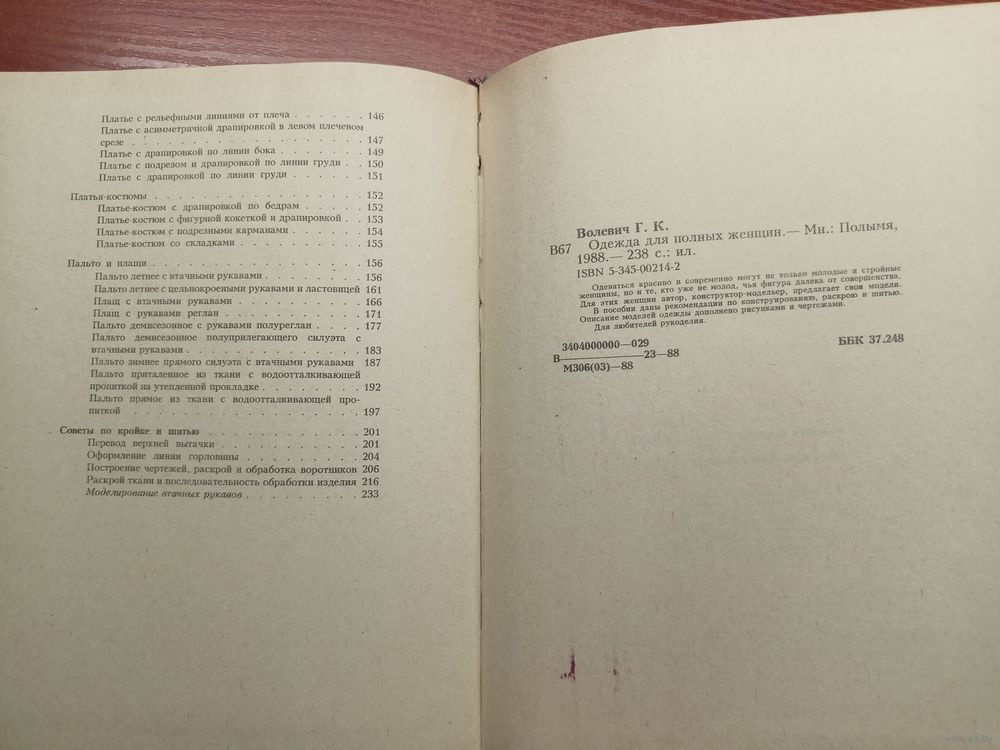 Платье с рельефными линиями от плеча . . . . . . 146
Платье с асимметричной драпировкой в левом плечевом
срезе . . . . . . . . . . . . . . . . . 147
Платье с драпировкой по линии бока . . . . . . . 149
Платье с подрезом и драпировкой по линии груди . . 150
Платье с драпировкой по линии груди . . . . . . 151
Платья-костюмы . . . . . . . . . . . . . . 152
Платье-костюм с драпировкой по бедрам . . . . . 152
Платье-костюм с фигурной кокеткой и драпировкой . . 153
Платье-костюм с подрезными карманами . . . . . 154
Платье-костюм со складками . . . . . . . . . 155
Пальто и плащи . . . . . . . . . . . . . . 156
Пальто летнее с втачными рукавами . . . . . . . 156
Пальто летнее с цельнокроеными рукавами и ластовицей 161
Плащ с втачными рукавами . . . . . . . . . 166
Плащ с рукавами реглан . . . . . . . . . . 171
Пальто демисезонное с рукавами полуреглан . . . . 177
Пальто демисезонное полуприлегающего силуэта с
втачными рукавами . . . . . . . . . . . . . 183
Пальто зимнее прямого силуэта с втачными рукавами 187
Пальто приталенное из ткани с водоотталкивающей
пропиткой на утепленной прокладке . . . . . . . 192
Пальто прямое из ткани с водоотталкивающей про-
питкой . . . . . . . . . . . . . . . . 197
Советы по кройке и шитью . . . . . . . . . . . 201
Перевод верхней вытачки . . . . . . . . . . 201
Оформление линии горловины . . . . . . . . . 204
Построение чертежей, раскрой и обработка воротников 206
Раскрой ткани и последовательность обработки изделия 216
Моделирование втачных рукавов . . . . . . . . 233
Волевич Г. К.
В67 Одежда для полных женщин.— Мн.: Полымя,
1988.— 238 с.: ил.
ISBN 5-345-00214-2
Одеваться красиво и современно могут не только молодые и стройные
женщины, но и те, кто уже не молод, чья фигура далека от совершенства.
Для этих женщин автор, конструктор-модельер, предлагает свои модели.
В пособии даны рекомендации по конструированию, раскрою и шитью.
Описание моделей одежды дополнено рисунками и чертежами.
Для любителей рукоделия.
3404000000—029
В————————23—88
М306(03)—88
ББК 37.248
www.ay.by